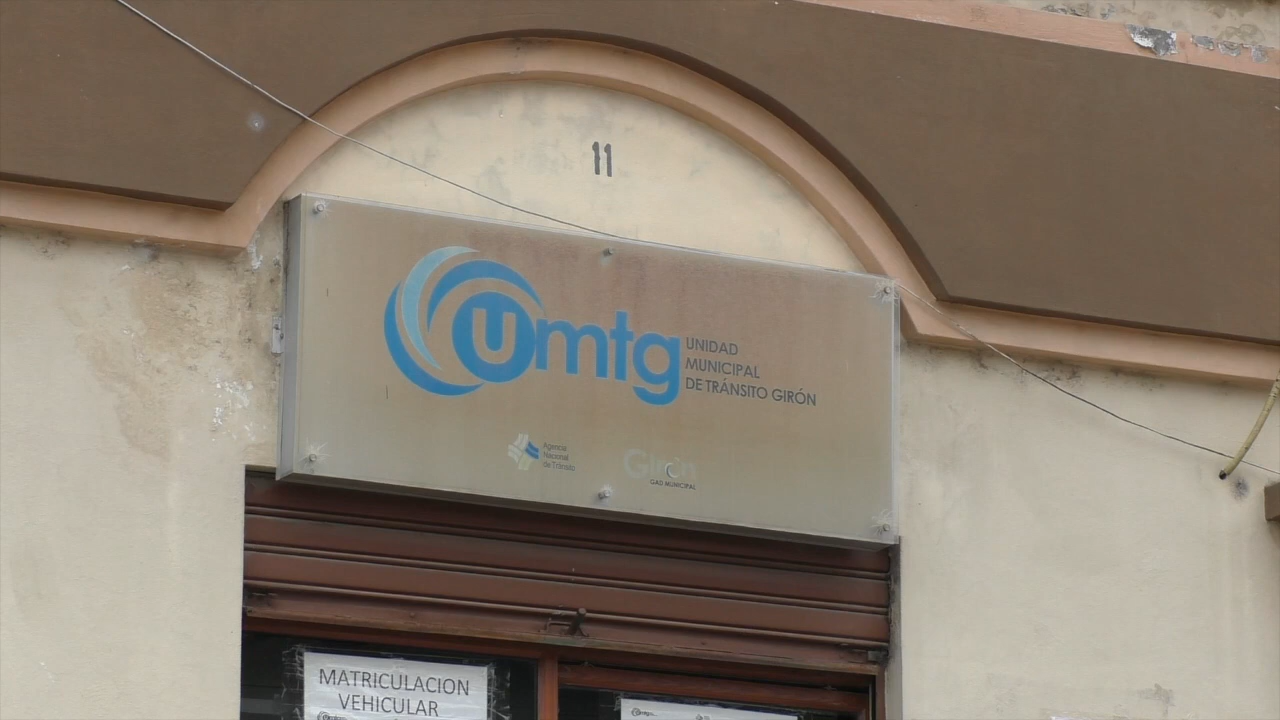 11
umtg
UNIDAD
MUNICIPAL
DE TRÁNSITO GIRÓN
Agencia
Nacional
de Tránsito
Girón
GAD MUNICIPAL
MATRICULACION
VEHICULAR